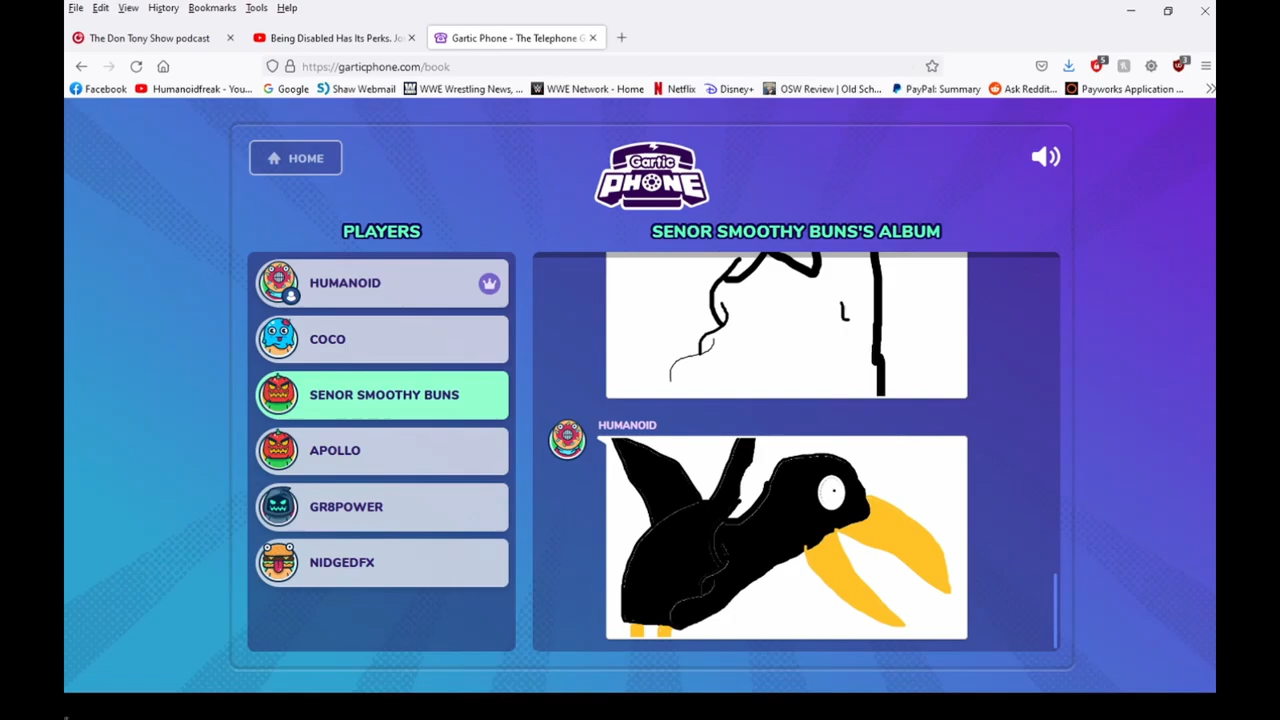 File Edit View History Bookmarks Tools Help
The Don Tony Show podcast
Being Disabled Has Its Perks. Jo
Gartic Phone - The Telephone G
https://garticphone.com/book
5
3
Facebook
Humanoidfreak - You...
Google
Shaw Webmail
WWE Wrestling News, ...
WWE Network - Home
Netflix
Disney+
OSW Review | Old Sch...
PayPal: Summary
Ask Reddit...
Payworks Application ...
HOME
Gartic
PHONE
PLAYERS
SENOR SMOOTHY BUNS'S ALBUM
HUMANOID
COCO
SENOR SMOOTHY BUNS
APOLLO
GR8POWER
NIDGEDFX
HUMANOID